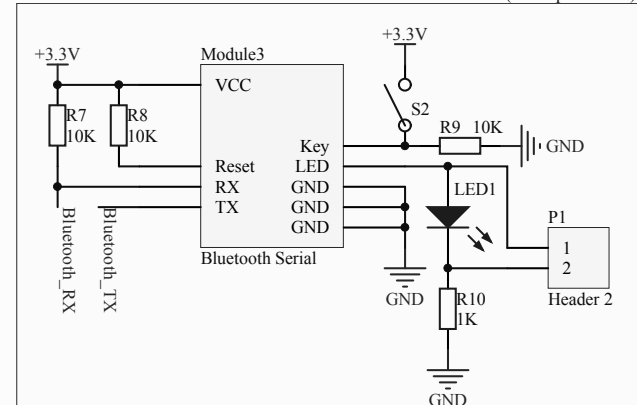 +3.3V
Module3
+3.3V
VCC
R7
10K
R8
10K
S2
R9 10K
Key
GND
Reset
LED
RX
GND
LED1
TX
GND
P1
GND
1
2
Bluetooth Serial
Bluetooth_RX
Bluetooth_TX
GND
R10
1K
Header 2
GND